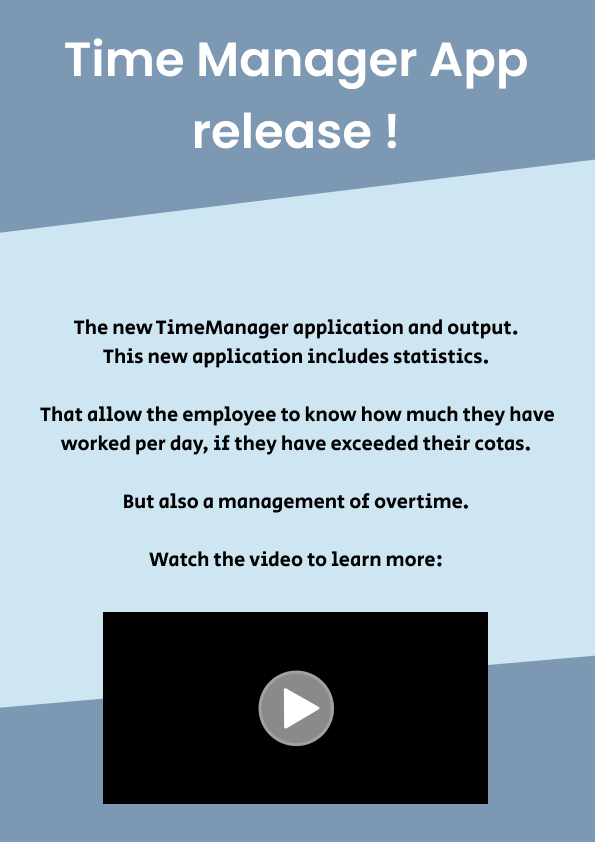 Time Manager App
release !
The new TimeManager application and output.
This new application includes statistics.
That allow the employee to know how much they have
worked per day, if they have exceeded their cotas.
But also a management of overtime.
Watch the video to learn more: